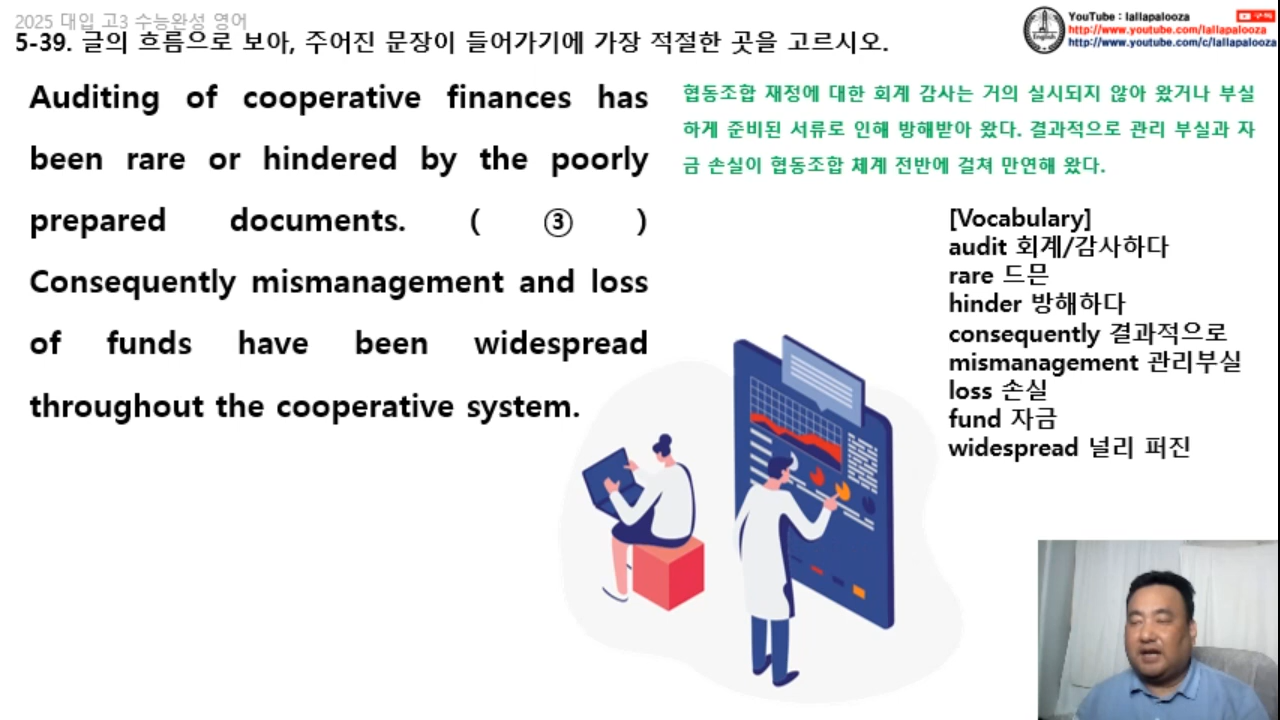 2025 대입 고3 수능완성 영어
5-39. 글의 흐름으로 보아, 주어진 문장이 들어가기에 가장 적절한 곳을 고르시오.
YouTube : lallapalooza
http://www.youtube.com/lallapalooza
http://www.youtube.com/c/lallapalooza
Auditing of cooperative finances has
been rare or hindered by the poorly
prepared documents. ( ③ )
Consequently mismanagement and loss
of funds have been widespread
throughout the cooperative system.
협동조합 재정에 대한 회계 감사는 거의 실시되지 않아 왔거나 부실
하게 준비된 서류로 인해 방해받아 왔다. 결과적으로 관리 부실과 자
금 손실이 협동조합 체계 전반에 걸쳐 만연해 왔다.
[Vocabulary]
audit 회계/감사하다
rare 드믄
hinder 방해하다
consequently 결과적으로
mismanagement 관리부실
loss 손실
fund 자금
widespread 널리 퍼진